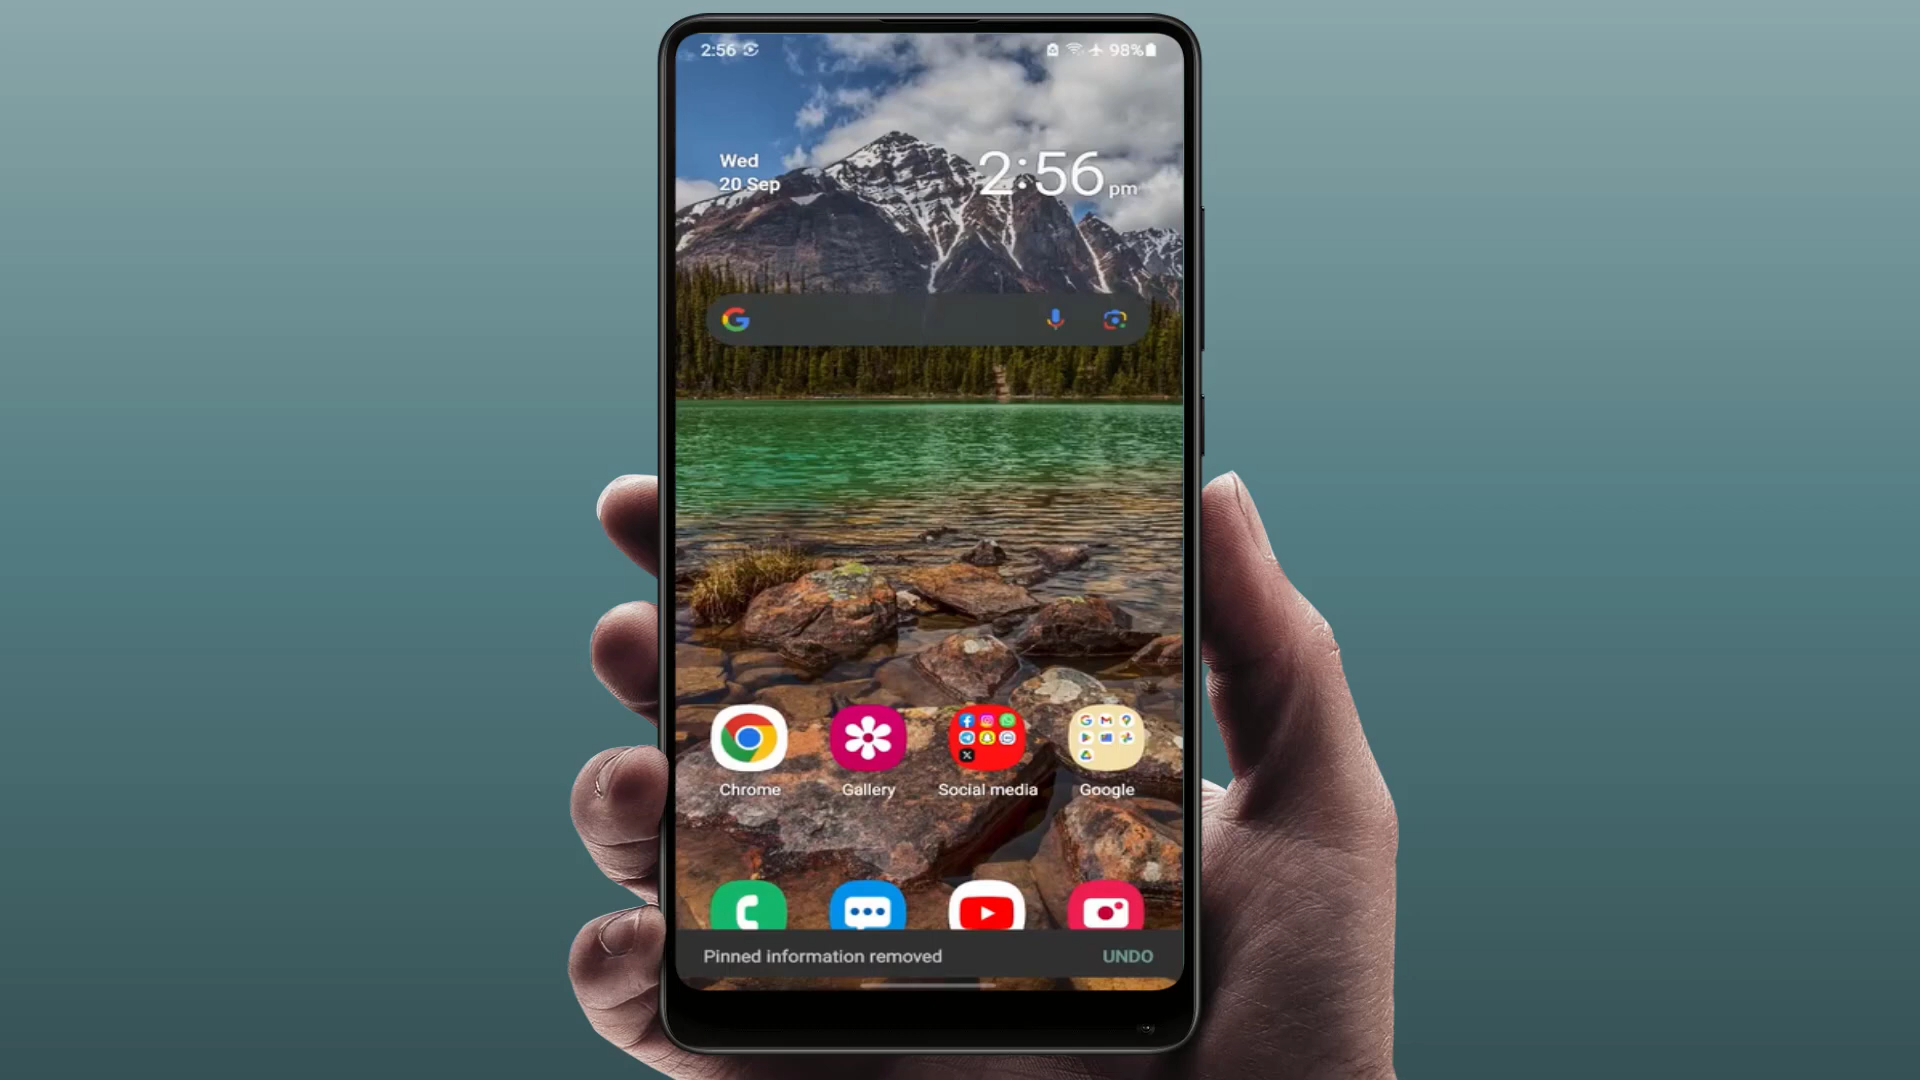 2:56
98%
Wed
20 Sep
2:56 pm
Chrome
Gallery
Social media
Google
Pinned information removed
UNDO